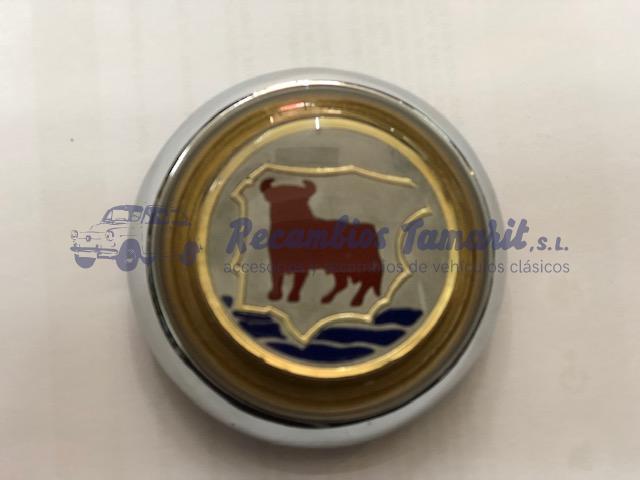 Recambios Tamarit, S.L.
accesorios y recambios de vehículos clásicos